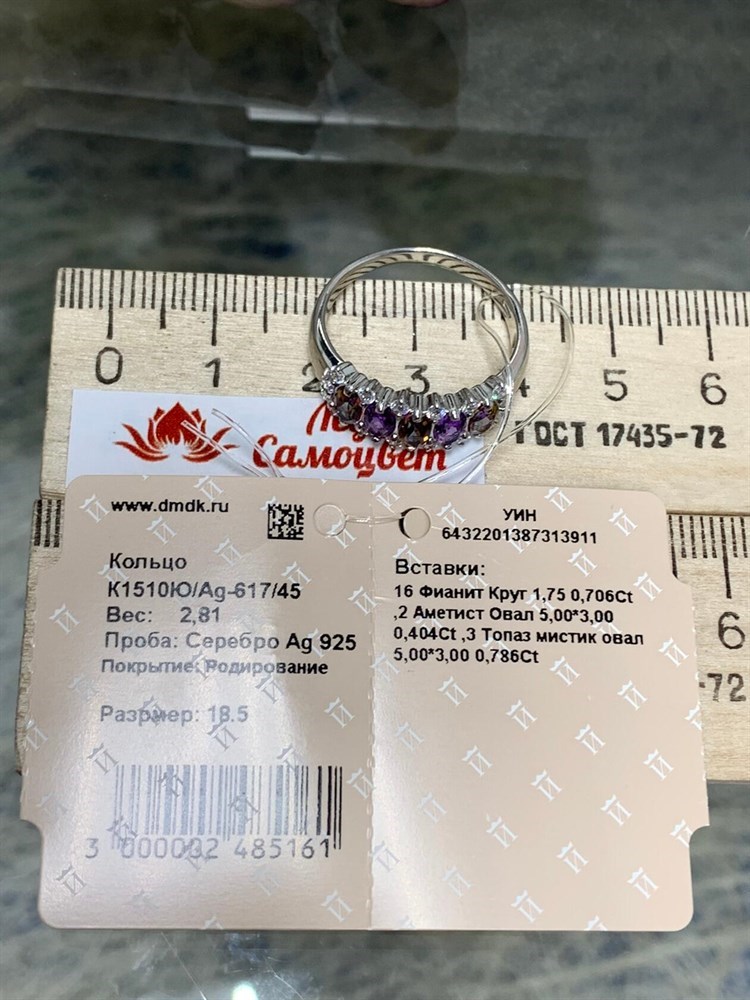 0 1 2 3 4 5 6
ГОСТ 17435-72
Самоцвет
6
-72
www.dmdk.ru
Кольцо
К1510Ю/Ag-617/45
Вес: 2,81
Проба: Серебро Ag 925
Покрытие: Родирование
Разрмер: 18.5
3 000002 485161
УИН
6432201387313911
Вставки:
16 Фианит Круг 1,75 0,706Ct
,2 Аметист Овал 5,00*3,00
0,404Ct ,3 Топаз мистик овал
5,00*3,00 0,786Ct